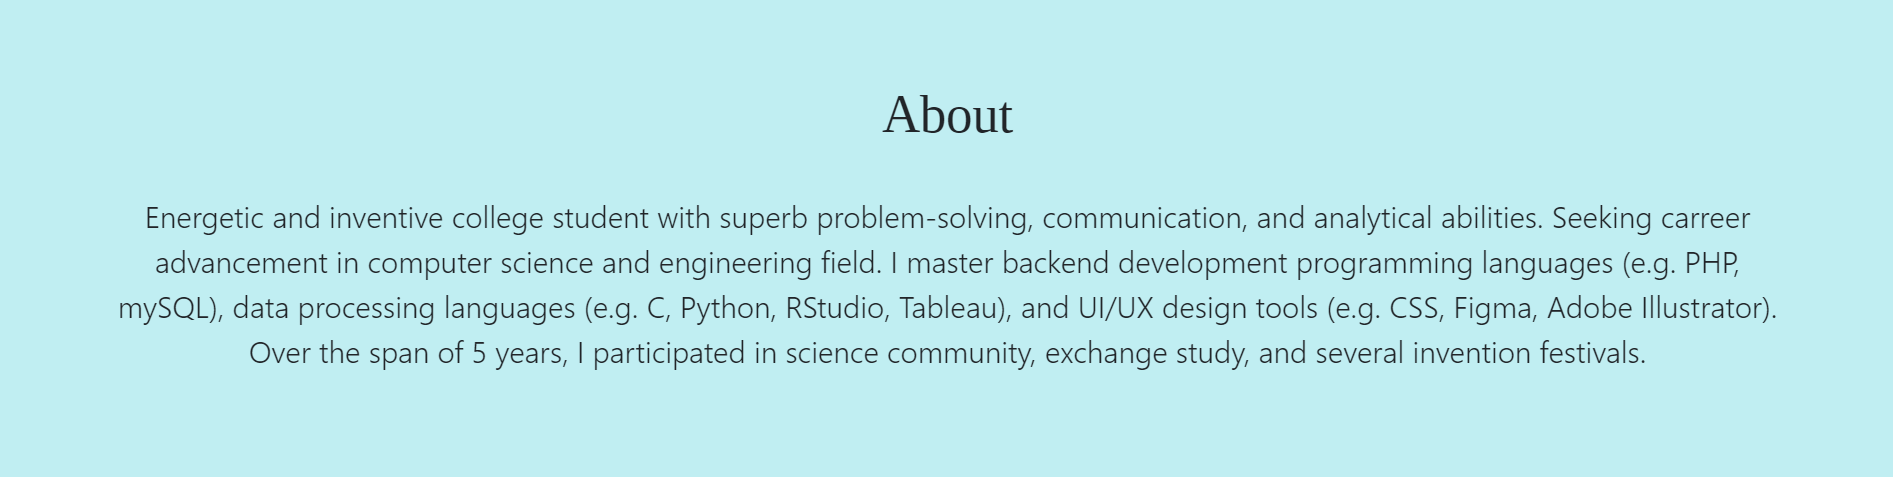 About
Energetic and inventive college student with superb problem-solving, communication, and analytical abilities. Seeking carreer
advancement in computer science and engineering field. I master backend development programming languages (e.g. PHP,
mySQL), data processing languages (e.g. C, Python, RStudio, Tableau), and UI/UX design tools (e.g. CSS, Figma, Adobe Illustrator).
Over the span of 5 years, I participated in science community, exchange study, and several invention festivals.